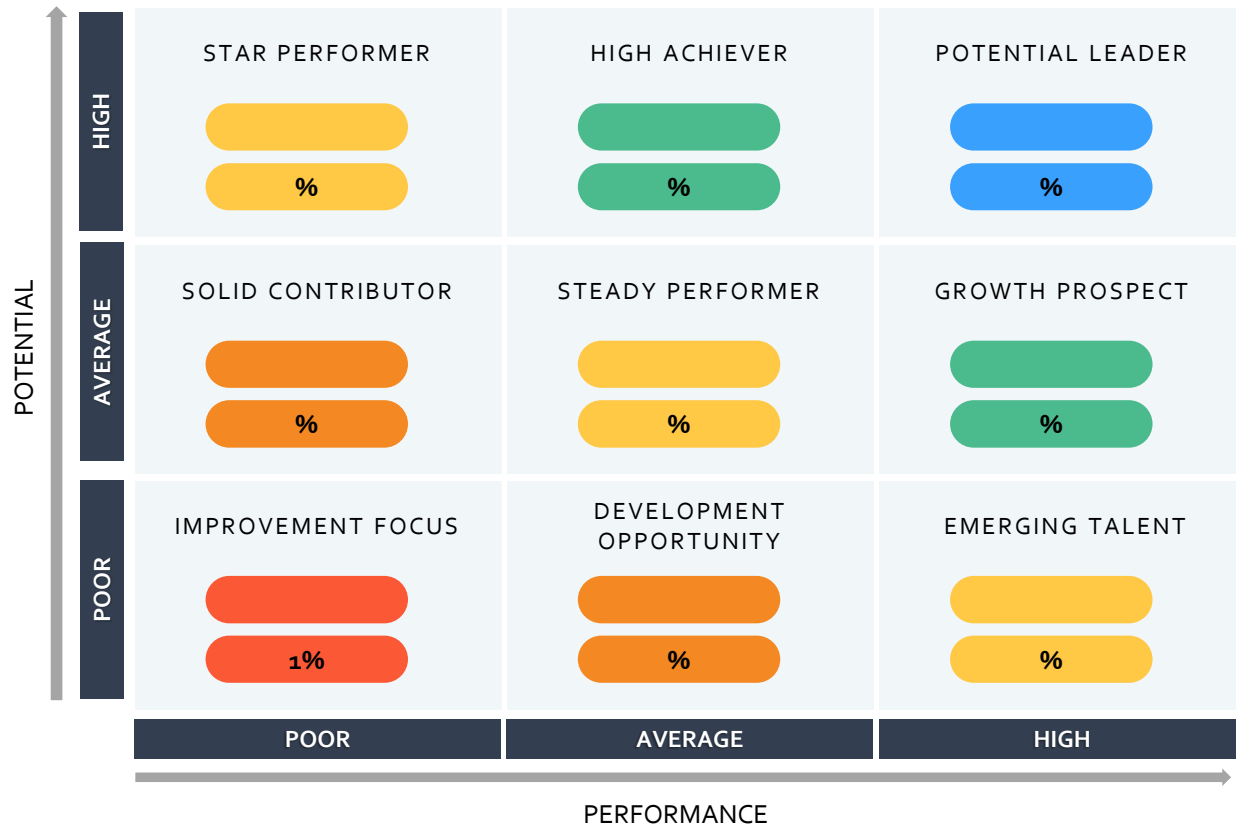 POTENTIAL
HIGH
STAR PERFORMER
%
HIGH ACHIEVER
%
POTENTIAL LEADER
%
AVERAGE
SOLID CONTRIBUTOR
%
STEADY PERFORMER
%
GROWTH PROSPECT
%
POOR
IMPROVEMENT FOCUS
1%
DEVELOPMENT
OPPORTUNITY
%
EMERGING TALENT
%
POOR
AVERAGE
HIGH
PERFORMANCE